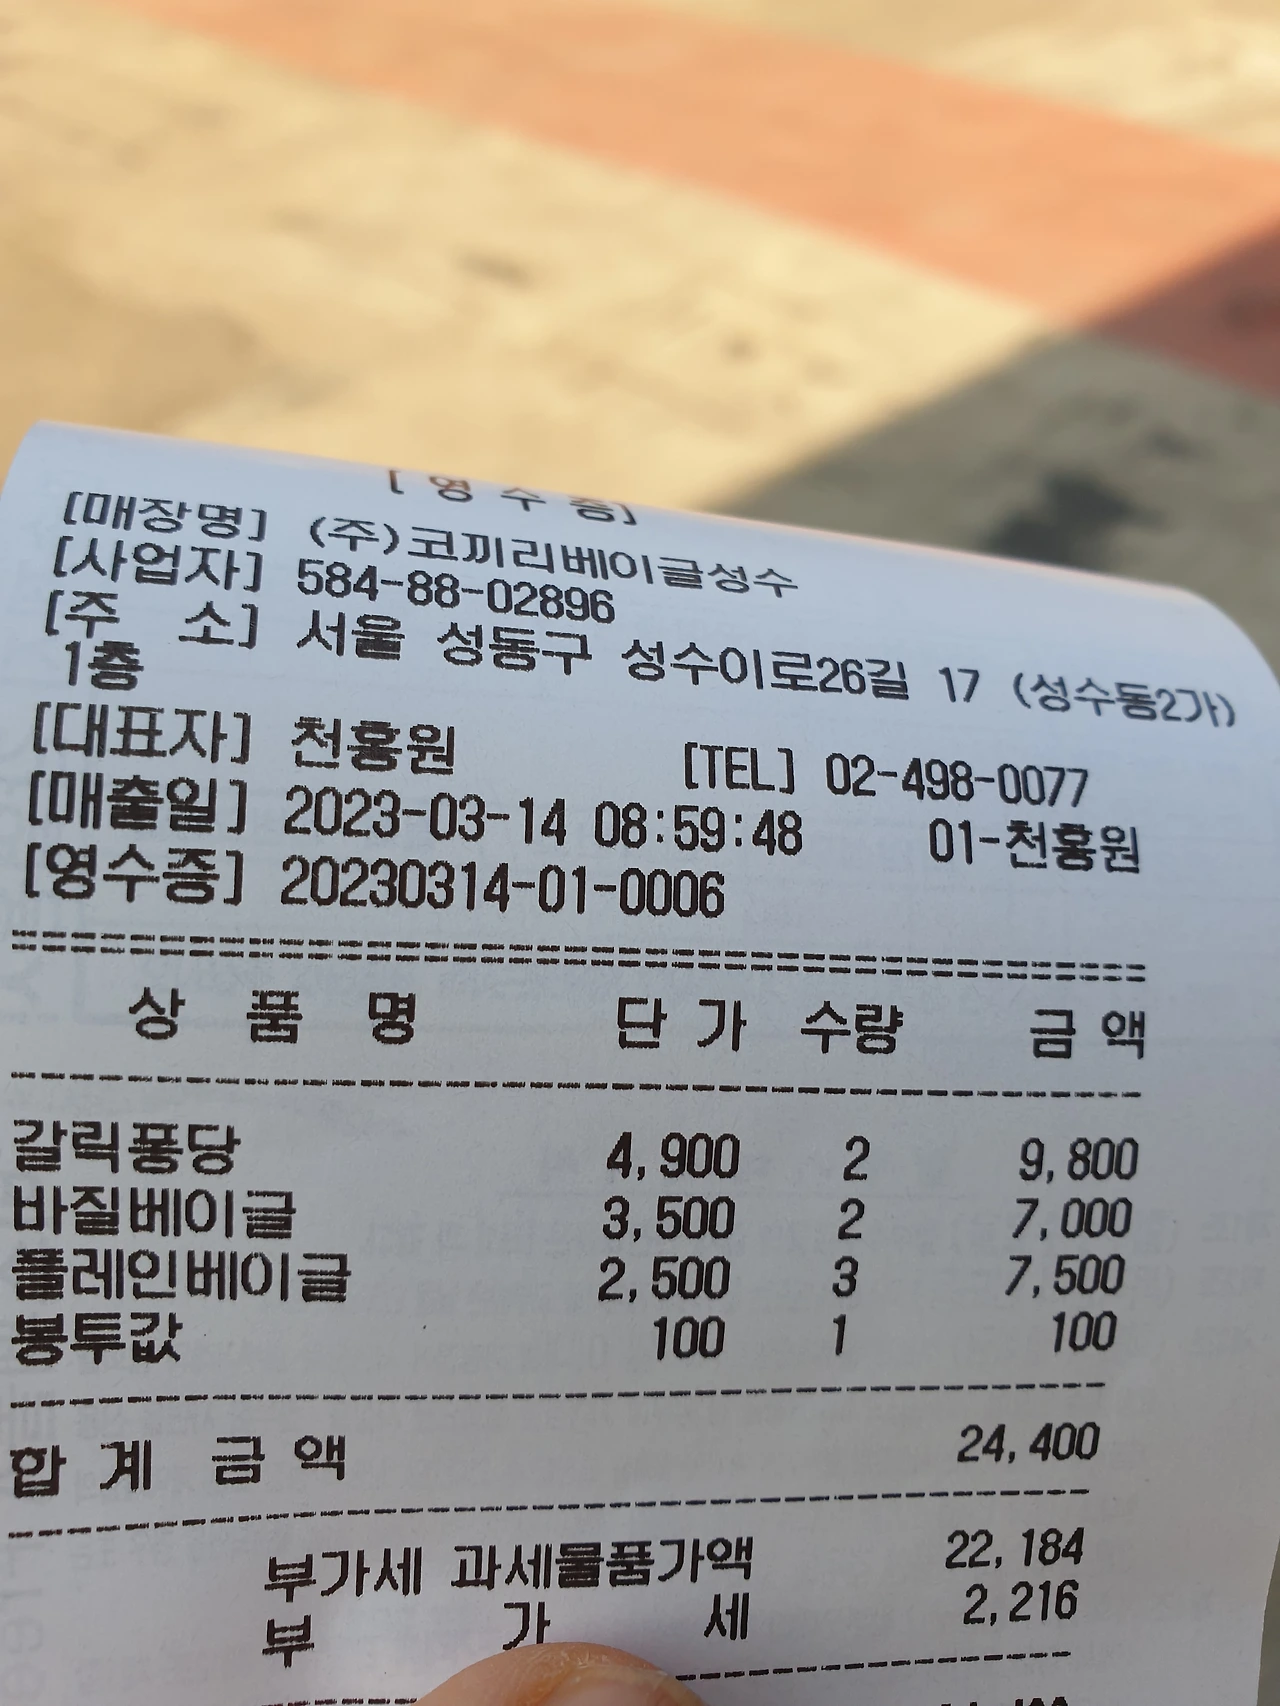 [ 영 수 증]
[매장명] (주)코끼리베이글성수
[사업자] 584-88-02896
[주 소] 서울 성동구 성수이로26길 17 (성수동2가)
1층
[대표자] 천홍원 [TEL] 02-498-0077
[매출일] 2023-03-14 08:59:48 01-천홍원
[영수증] 20230314-01-0006
상 품 명 단 가 수량 금 액
갈릭퐁당 4,900 2 9,800
바질베이글 3,500 2 7,000
플레인베이글 2,500 3 7,500
봉투값 100 1 100
합 계 금 액 24,400
부가세 과세물품가액 22,184
부 가 세 2,216